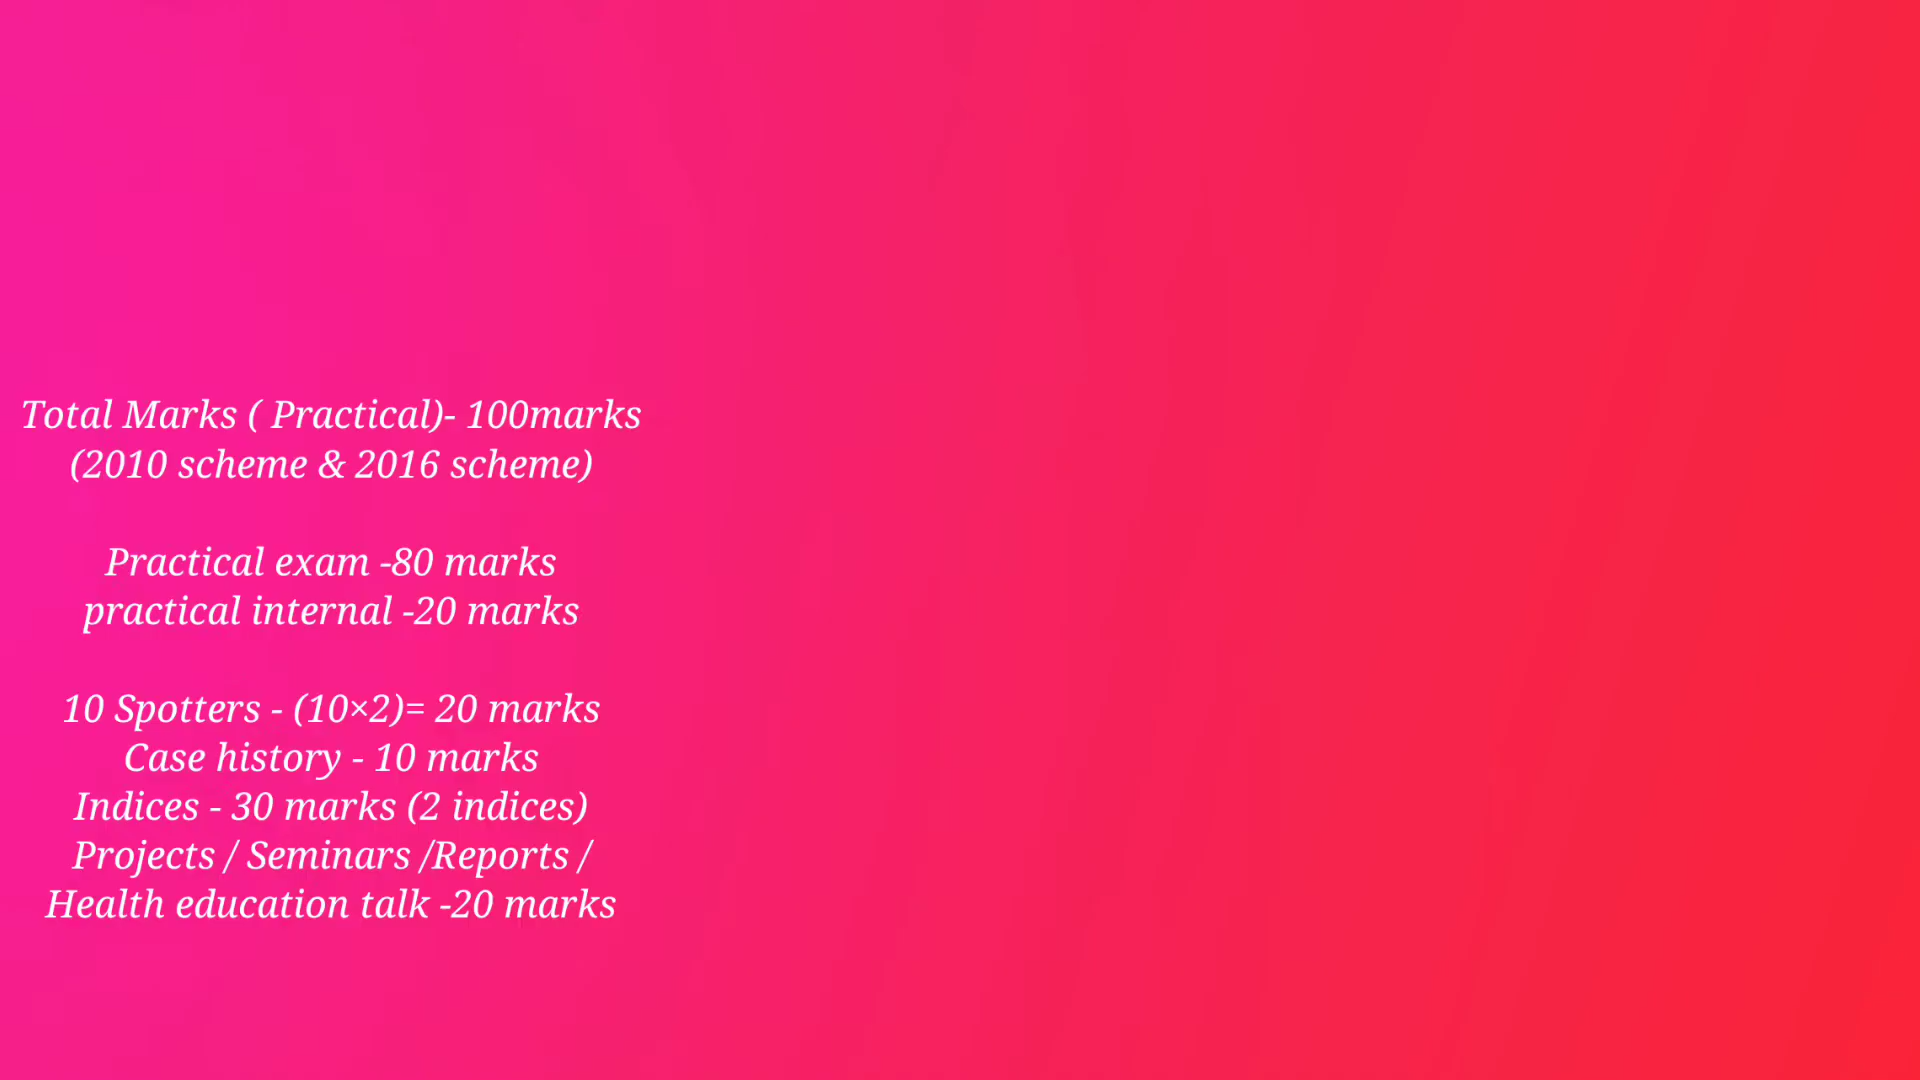 Total Marks ( Practical)- 100marks
(2010 scheme & 2016 scheme)
Practical exam -80 marks
practical internal -20 marks
10 Spotters - (10×2)= 20 marks
Case history - 10 marks
Indices - 30 marks (2 indices)
Projects / Seminars /Reports /
Health education talk -20 marks